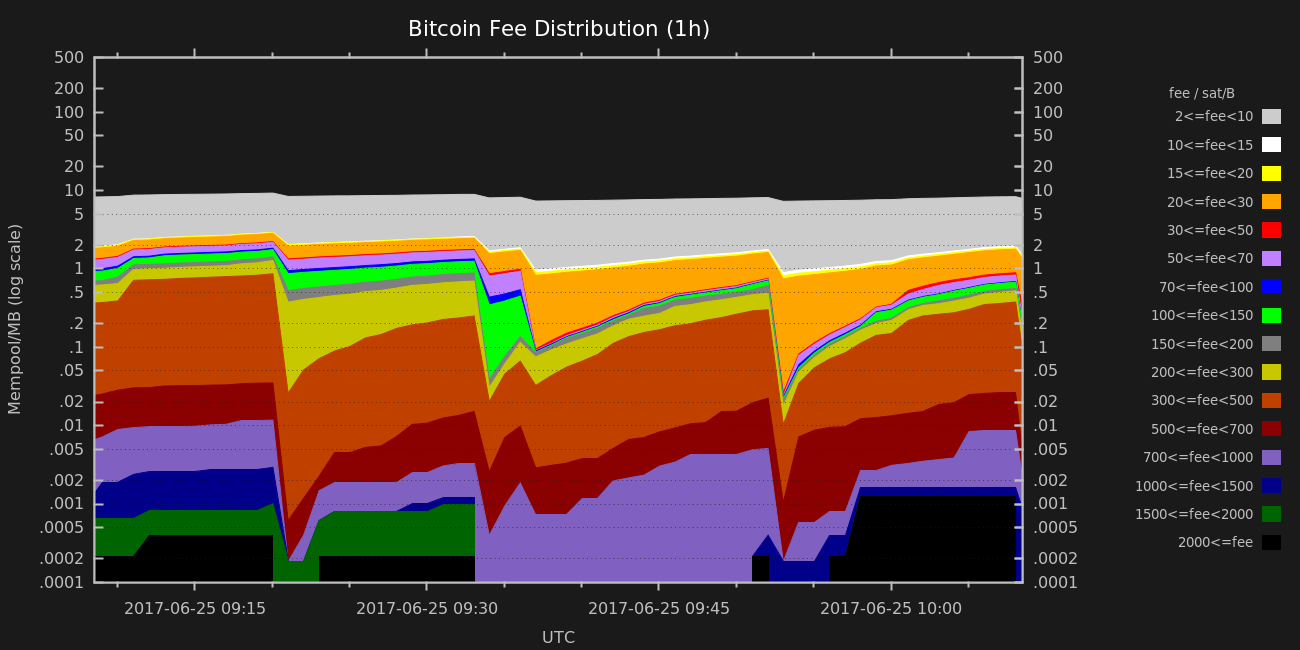 Bitcoin Fee Distribution (1h)
500 500
200 200
100 100
50 50
20 20
10 10
5 5
2 2
1 1
.5 .5
.2 .2
.1 .1
.05 .05
.02 .02
.01 .01
.005 .005
.002 .002
.001 .001
.0005 .0005
.0002 .0002
.0001 .0001
Mempool/MB (log scale)
2017-06-25 09:15 2017-06-25 09:30 2017-06-25 09:45 2017-06-25 10:00
UTC
fee / sat/B
2<=fee<10
10<=fee<15
15<=fee<20
20<=fee<30
30<=fee<50
50<=fee<70
70<=fee<100
100<=fee<150
150<=fee<200
200<=fee<300
300<=fee<500
500<=fee<700
700<=fee<1000
1000<=fee<1500
1500<=fee<2000
2000<=fee